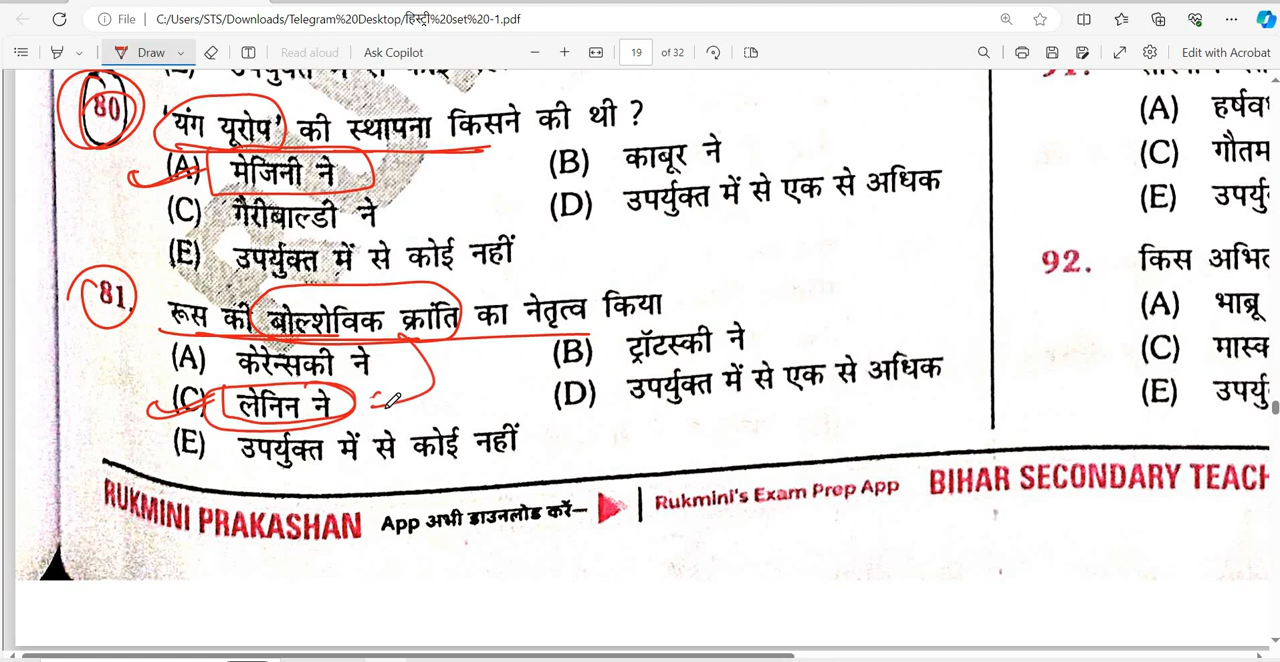 File | C:/Users/STS/Downloads/Telegram%20Desktop/हिस्ट्री%20set%20-1.pdf
Draw Read aloud Ask Copilot 19 of 32 Edit with Acrobat
80
'यंग यूरोप' की स्थापना किसने की थी ?
(A) मेजिनी ने (B) काबूर ने
(C) गैरीबाल्डी ने (D) उपर्युक्त में से एक से अधिक
(E) उपर्युक्त में से कोई नहीं
81. रूस की बोल्शेविक क्रांति का नेतृत्व किया
(A) केरेन्सकी ने (B) ट्रॉटस्की ने
(C) लेनिन ने (D) उपर्युक्त में से एक से अधिक
(E) उपर्युक्त में से कोई नहीं
(A) हर्षव
(C) गौतम
(E) उपर्यु
92. किस अभि
(A) भाब्रू
(C) मास्क
(E) उपर्यु
RUKMINI PRAKASHAN App अभी डाउनलोड करें– | Rukmini's Exam Prep App BIHAR SECONDARY TEACH